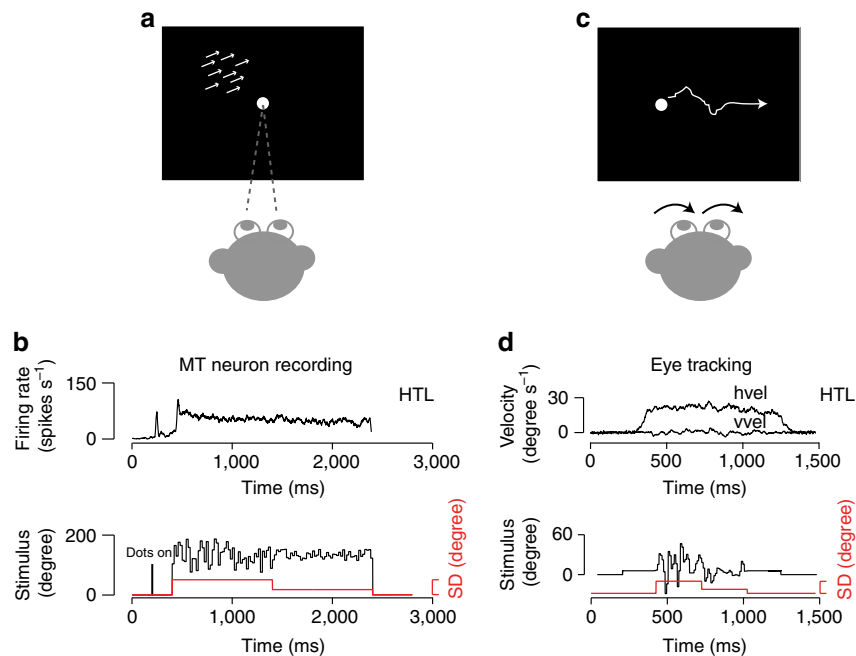 a
c
b
MT neuron recording
HTL
Firing rate
(spikes s⁻¹)
150
0
0
1,000
2,000
3,000
Time (ms)
Stimulus
(degree)
200
0
Dots on
SD (degree)
0
1,000
2,000
3,000
Time (ms)
d
Eye tracking
HTL
Velocity
(degree s⁻¹)
30
0
hvel
vvel
0
500
1,000
1,500
Time (ms)
Stimulus
(degree)
60
0
SD (degree)
0
500
1,000
1,500
Time (ms)